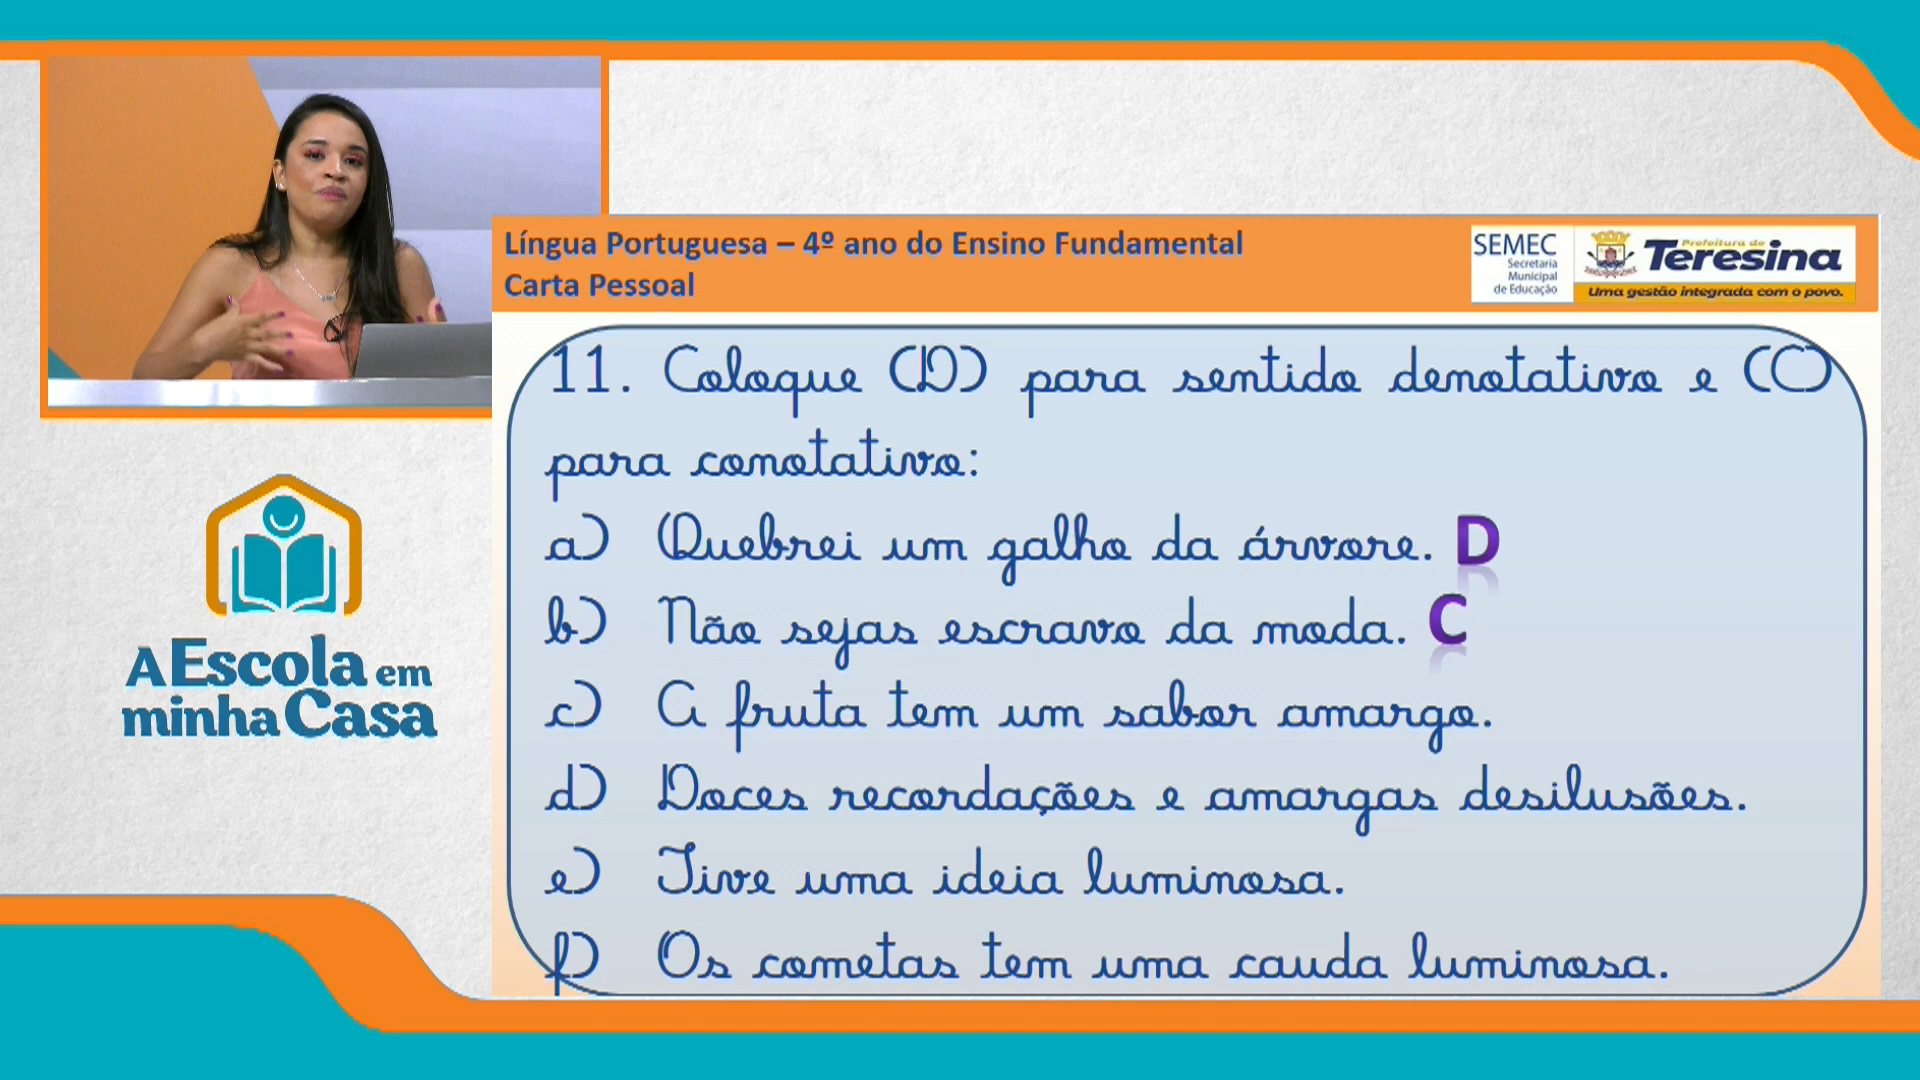 Língua Portuguesa – 4º ano do Ensino Fundamental
Carta Pessoal
SEMEC
Secretaria
Municipal
de Educação
Prefeitura de
Teresina
Uma gestão integrada com o povo.
11. Coloque (D) para sentido denotativo e (C)
para conotativo:
a) Quebrei um galho da árvore. D
b) Não sejas escravo da moda. C
c) A fruta tem um sabor amargo.
d) Doces recordações e amargas desilusões.
e) Tive uma ideia luminosa.
f) Os cometas tem uma cauda luminosa.
A Escola em
minha Casa